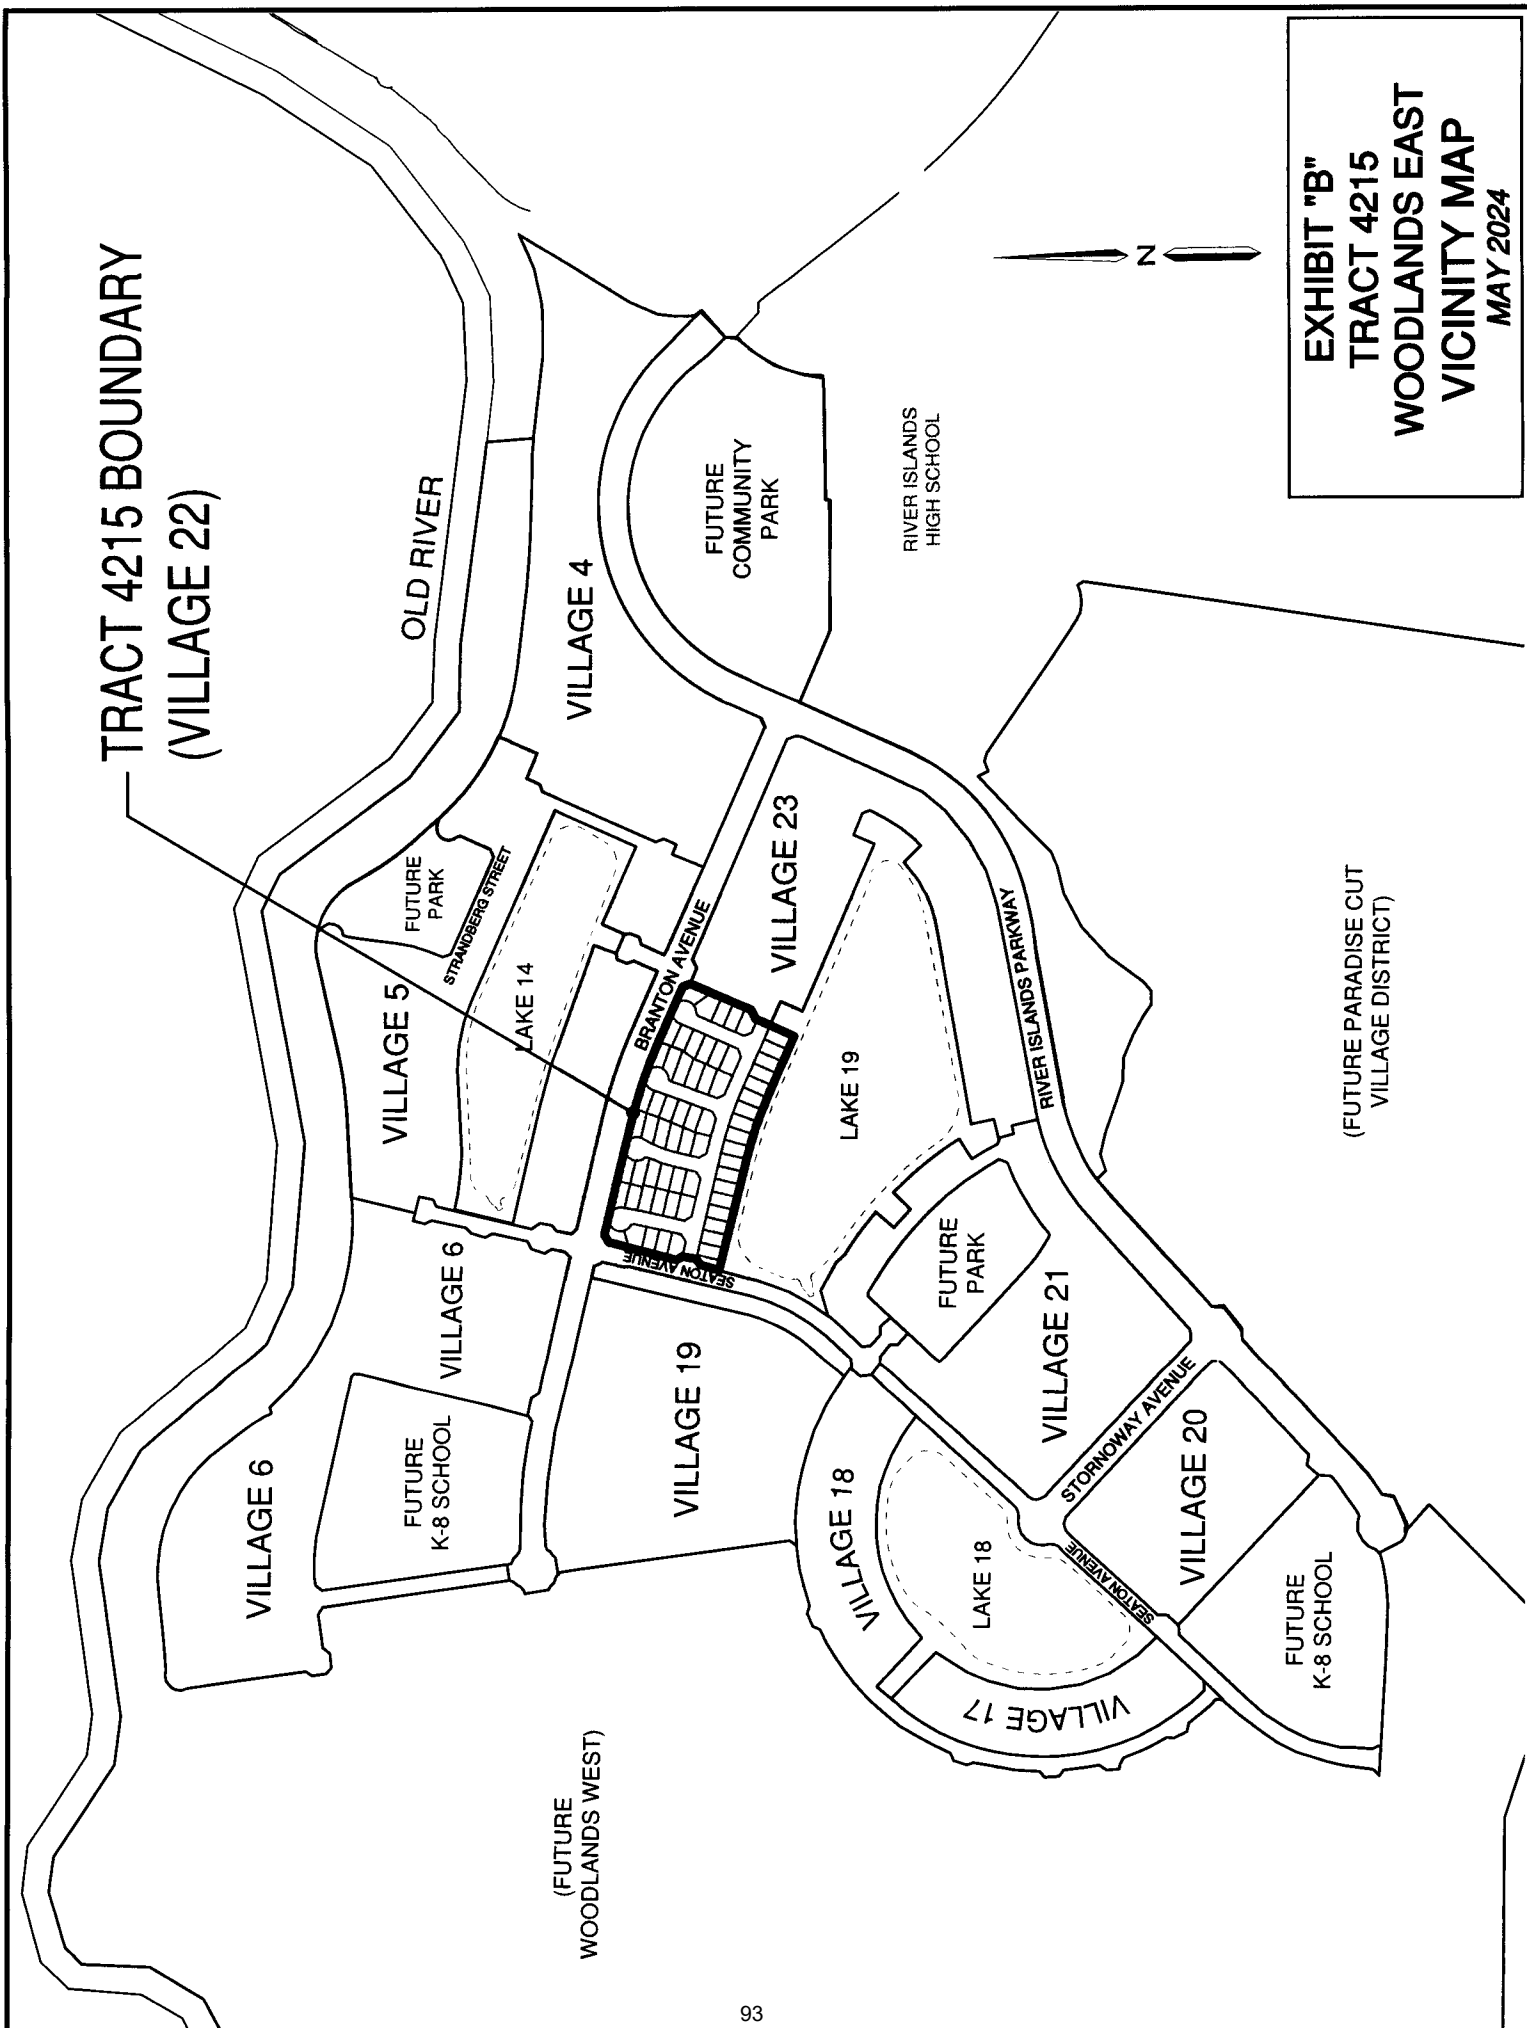 TRACT 4215 BOUNDARY
(VILLAGE 22)
OLD RIVER
VILLAGE 4
FUTURE
COMMUNITY
PARK
RIVER ISLANDS
HIGH SCHOOL
FUTURE
PARK
STRANDBERG STREET
VILLAGE 5
LAKE 14
BRANTON AVENUE
VILLAGE 23
LAKE 19
RIVER ISLANDS PARKWAY
RIVER ISLANDS PARKWAY
(FUTURE PARADISE CUT
VILLAGE DISTRICT)
SEATON AVENUE
VILLAGE 6
VILLAGE 6
FUTURE
K-8 SCHOOL
VILLAGE 19
FUTURE
PARK
VILLAGE 21
STORNOWAY AVENUE
VILLAGE 20
VILLAGE 18
LAKE 18
SEATON AVENUE
VILLAGE 17
FUTURE
K-8 SCHOOL
(FUTURE
WOODLANDS WEST)
N
EXHIBIT "B"
TRACT 4215
WOODLANDS EAST
VICINITY MAP
MAY 2024
93